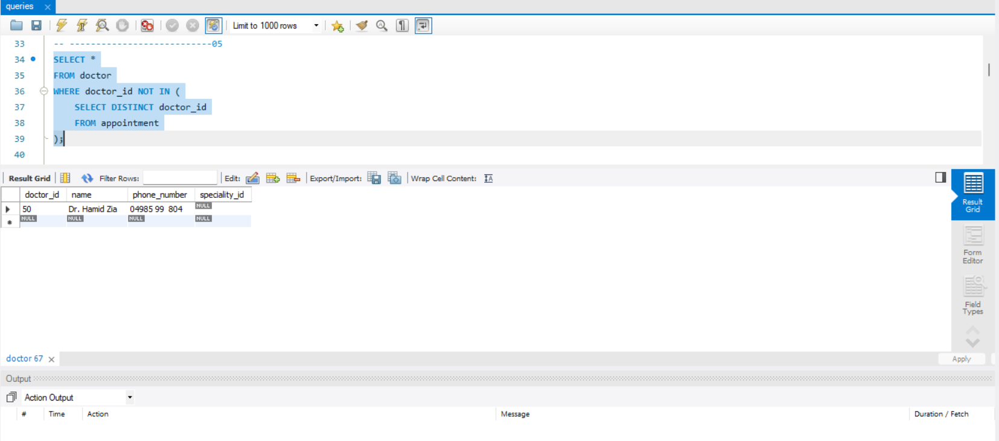 queries
Limit to 1000 rows
33 -- ---------------------------05
34 SELECT *
35 FROM doctor
36 WHERE doctor_id NOT IN (
37 SELECT DISTINCT doctor_id
38 FROM appointment
39 );
40
Result Grid Filter Rows: Edit: Export/Import: Wrap Cell Content:
doctor_id name phone_number speciality_id
50 Dr. Hamid Zia 04985 99 804 NULL
NULL NULL NULL NULL
Result
Grid
Form
Editor
Field
Types
doctor 67
Apply
Output
Action Output
# Time Action Message Duration / Fetch